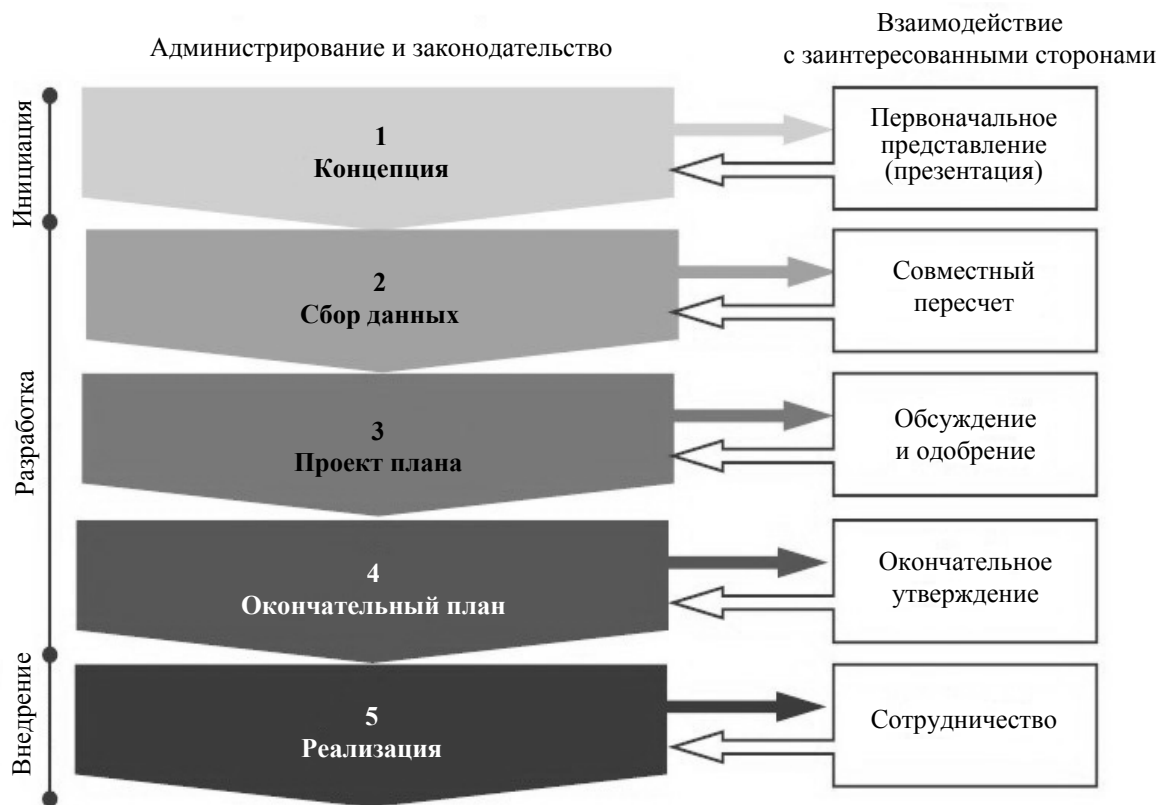 Администрирование и законодательство
Взаимодействие
с заинтересованными сторонами
Инициация
1
Концепция
Первоначальное
представление
(презентация)
Разработка
2
Сбор данных
Совместный
пересчет
3
Проект плана
Обсуждение
и одобрение
4
Окончательный план
Окончательное
утверждение
Внедрение
5
Реализация
Сотрудничество